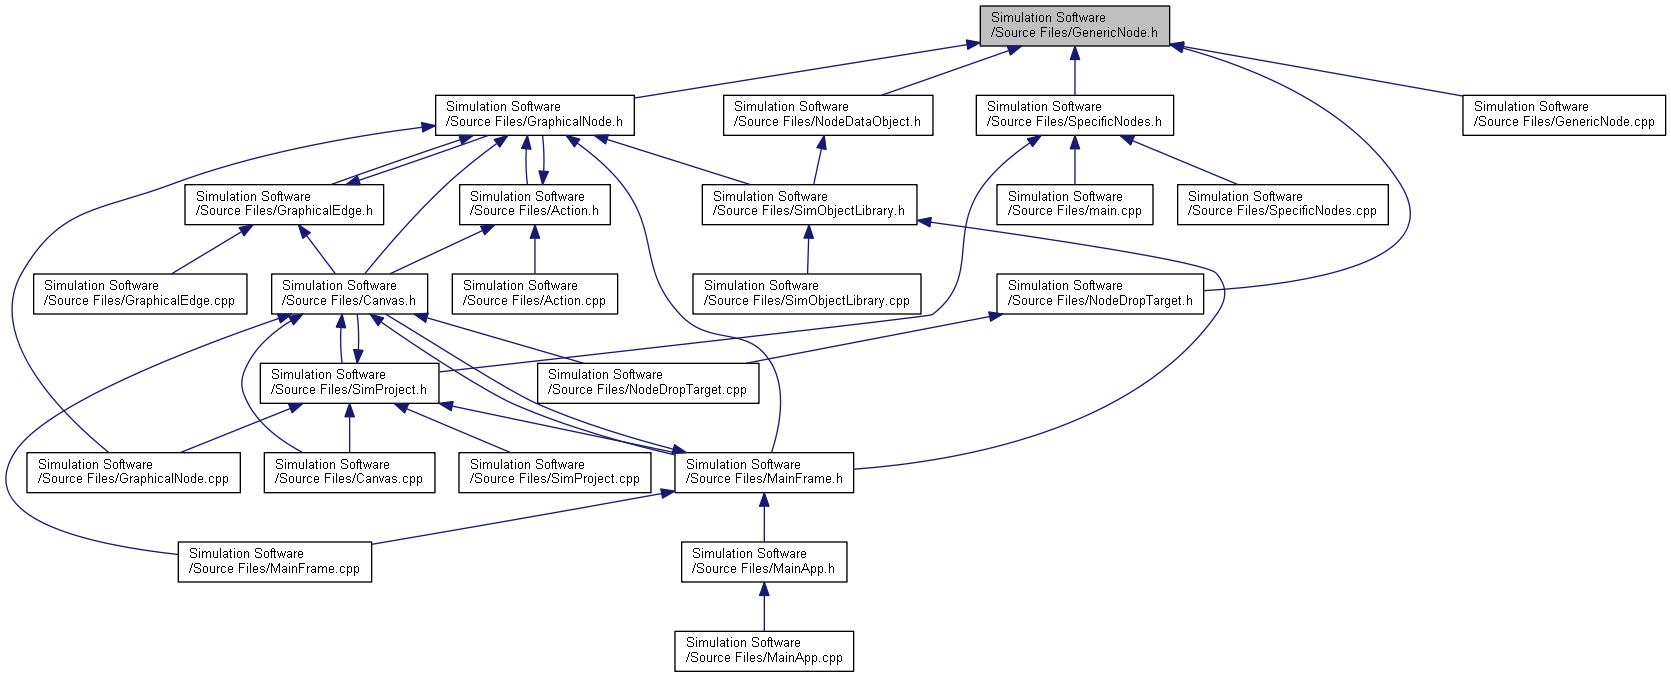 Simulation Software
/Source Files/GenericNode.h
Simulation Software
/Source Files/GraphicalNode.h
Simulation Software
/Source Files/NodeDataObject.h
Simulation Software
/Source Files/SpecificNodes.h
Simulation Software
/Source Files/GenericNode.cpp
Simulation Software
/Source Files/GraphicalEdge.h
Simulation Software
/Source Files/Action.h
Simulation Software
/Source Files/SimObjectLibrary.h
Simulation Software
/Source Files/main.cpp
Simulation Software
/Source Files/SpecificNodes.cpp
Simulation Software
/Source Files/GraphicalEdge.cpp
Simulation Software
/Source Files/Canvas.h
Simulation Software
/Source Files/Action.cpp
Simulation Software
/Source Files/SimObjectLibrary.cpp
Simulation Software
/Source Files/NodeDropTarget.h
Simulation Software
/Source Files/SimProject.h
Simulation Software
/Source Files/NodeDropTarget.cpp
Simulation Software
/Source Files/GraphicalNode.cpp
Simulation Software
/Source Files/Canvas.cpp
Simulation Software
/Source Files/SimProject.cpp
Simulation Software
/Source Files/MainFrame.h
Simulation Software
/Source Files/MainFrame.cpp
Simulation Software
/Source Files/MainApp.h
Simulation Software
/Source Files/MainApp.cpp